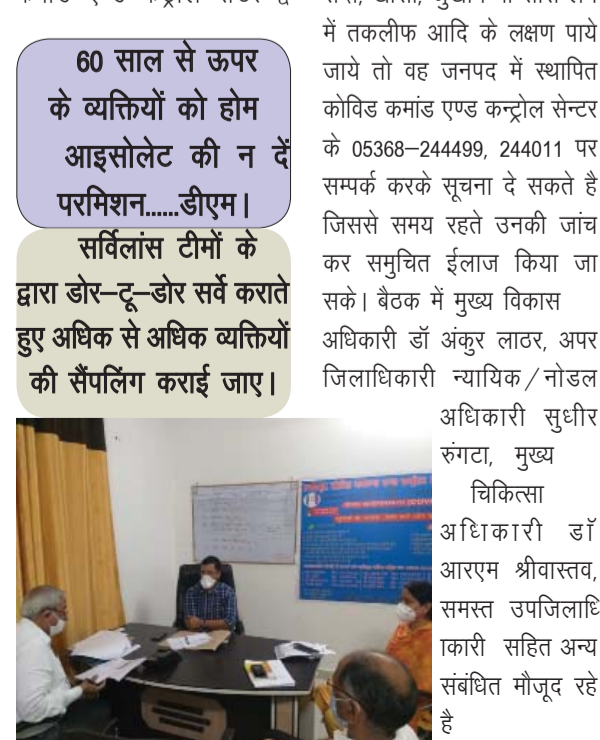 60 साल से ऊपर
के व्यक्तियों को होम
आइसोलेट की न दें
परमिशन......डीएम।
सर्विलांस टीमों के
द्वारा डोर–टू–डोर सर्वे कराते
हुए अधिक से अधिक व्यक्तियों
की सैंपलिंग कराई जाए।
में तकलीफ आदि के लक्षण पाये
जाये तो वह जनपद में स्थापित
कोविड कमांड एण्ड कन्ट्रोल सेन्टर
के 05368–244499, 244011 पर
सम्पर्क करके सूचना दे सकते है
जिससे समय रहते उनकी जांच
कर समुचित ईलाज किया जा
सके। बैठक में मुख्य विकास
अधिकारी डॉ अंकुर लाठर, अपर
जिलाधिकारी न्यायिक/नोडल
अधिकारी सुधीर
रुंगटा, मुख्य
चिकित्सा
अधिकारी डॉ
आरएम श्रीवास्तव,
समस्त उपजिलाधि
ाकारी सहित अन्य
संबंधित मौजूद रहे
है